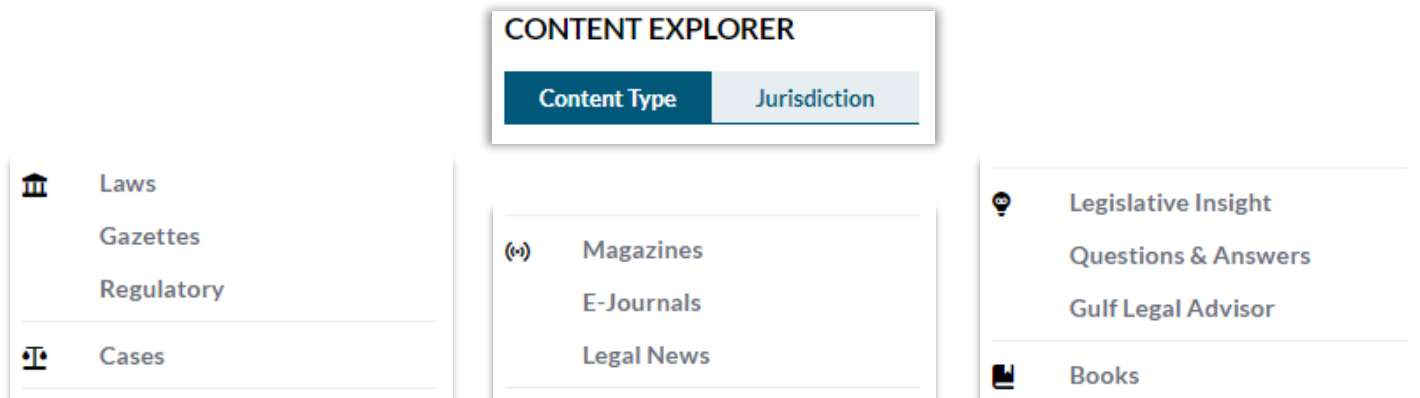 CONTENT EXPLORER
Content Type
Jurisdiction
Laws
Gazettes
Regulatory
Cases
Magazines
E-Journals
Legal News
Legislative Insight
Questions & Answers
Gulf Legal Advisor
Books